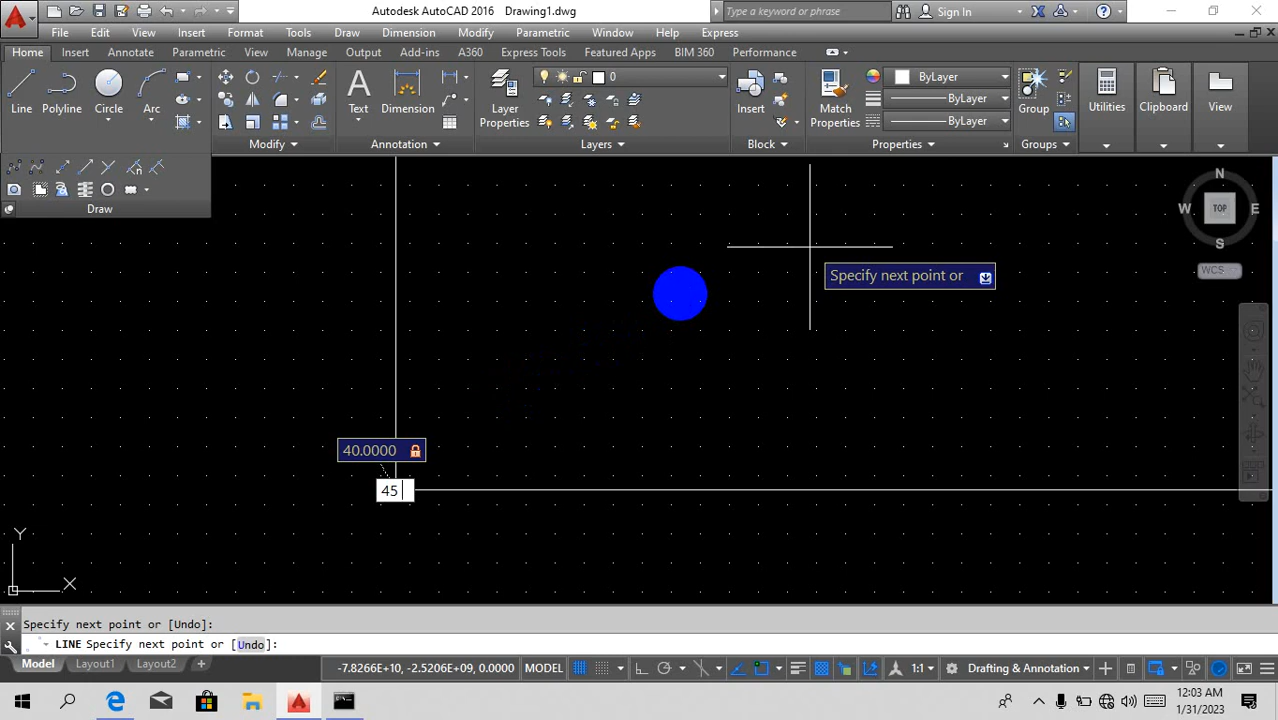 Autodesk AutoCAD 2016 Drawing1.dwg
Type a keyword or phrase
Sign In
File Edit View Insert Format Tools Draw Dimension Modify Parametric Window Help Express
Home Insert Annotate Parametric View Manage Output Add-ins A360 Express Tools Featured Apps BIM 360 Performance
Line Polyline Circle Arc
Text Dimension
Layer Properties
0
Insert
Match Properties
ByLayer
ByLayer
ByLayer
Group
Utilities
Clipboard
View
Modify
Annotation
Layers
Block
Properties
Groups
Draw
N
W TOP E
S
WCS
Specify next point or
40.0000
45
Y
X
Specify next point or [Undo]:
LINE Specify next point or [Undo]:
Model Layout1 Layout2 +
-7.8266E+10, -2.5206E+09, 0.0000 MODEL
1:1
Drafting & Annotation
12:03 AM
1/31/2023